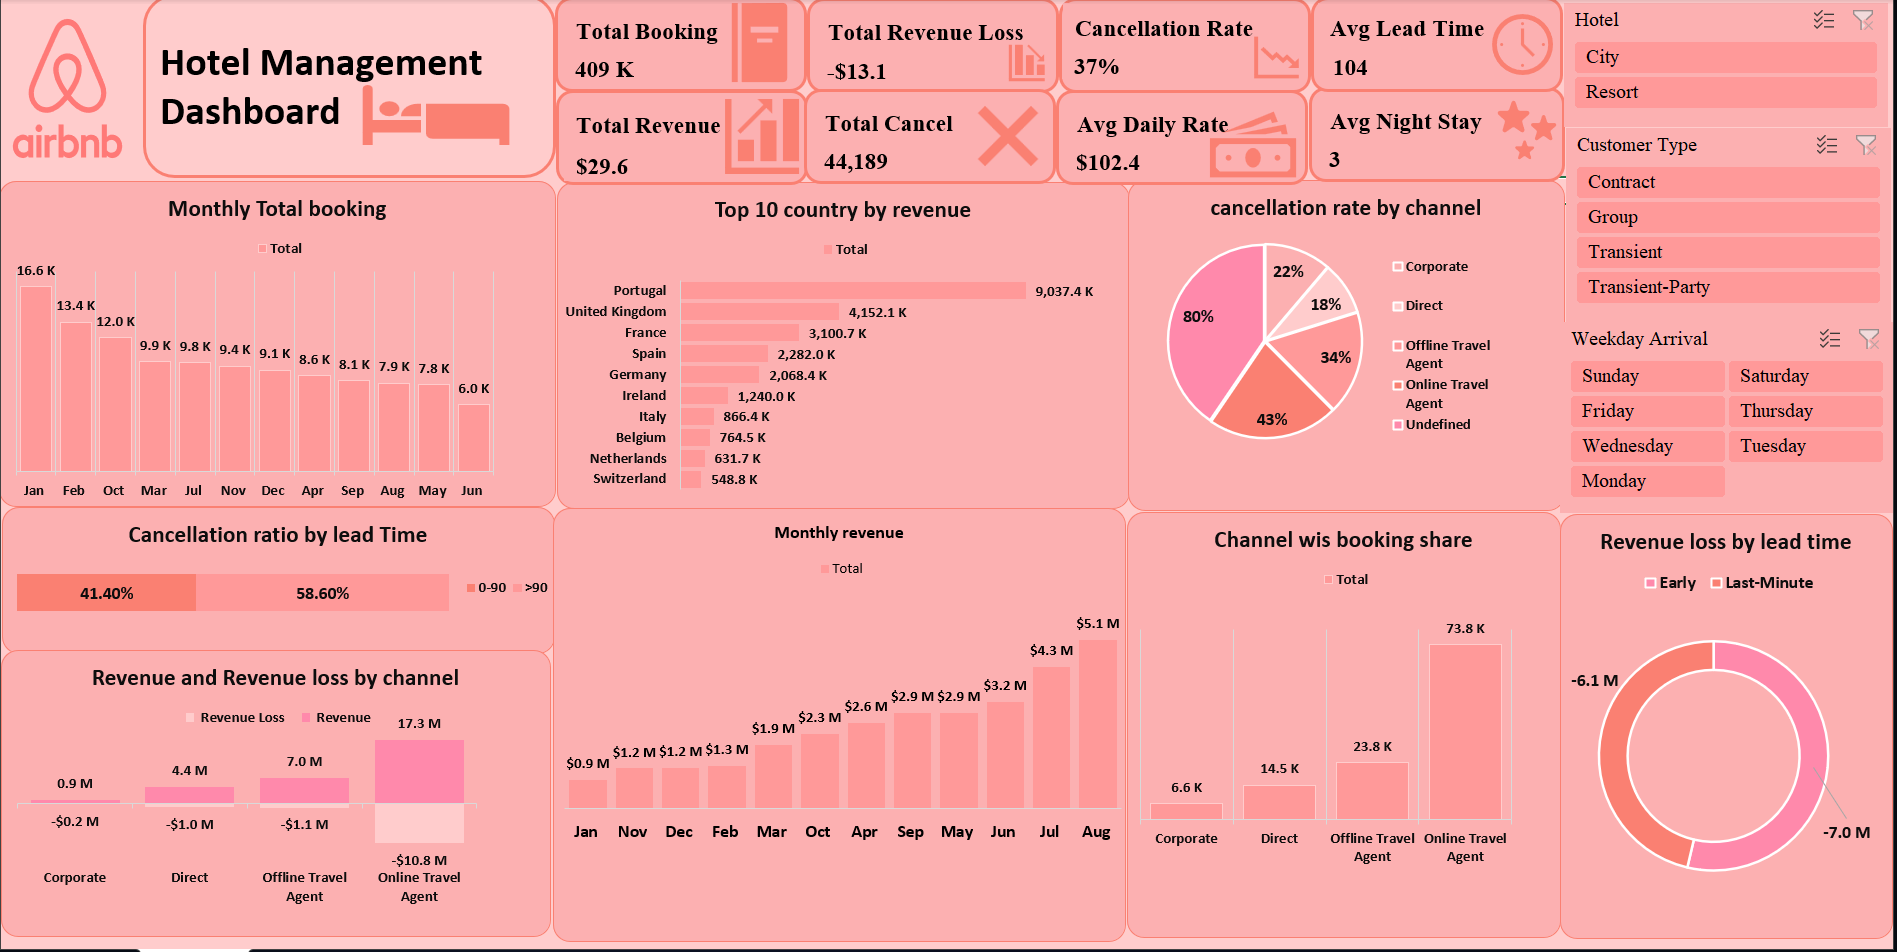 airbnb
Hotel Management
Dashboard
Total Booking
409 K
Total Revenue Loss
-$13.1
Cancellation Rate
37%
Avg Lead Time
104
Total Revenue
$29.6
Total Cancel
44,189
Avg Daily Rate
$102.4
Avg Night Stay
3
Hotel
City
Resort
Customer Type
Contract
Group
Transient
Transient-Party
Weekday Arrival
Sunday Saturday
Friday Thursday
Wednesday Tuesday
Monday
Monthly Total booking
Total
16.6 K 13.4 K 12.0 K 9.9 K 9.8 K 9.4 K 9.1 K 8.6 K 8.1 K 7.9 K 7.8 K 6.0 K
Jan Feb Oct Mar Jul Nov Dec Apr Sep Aug May Jun
Top 10 country by revenue
Total
Portugal 9,037.4 K
United Kingdom 4,152.1 K
France 3,100.7 K
Spain 2,282.0 K
Germany 2,068.4 K
Ireland 1,240.0 K
Italy 866.4 K
Belgium 764.5 K
Netherlands 631.7 K
Switzerland 548.8 K
cancellation rate by channel
22%
18%
34%
43%
80%
Corporate
Direct
Offline Travel
Agent
Online Travel
Agent
Undefined
Cancellation ratio by lead Time
41.40% 58.60% 0-90 >90
Revenue and Revenue loss by channel
Revenue Loss Revenue
0.9 M 4.4 M 7.0 M 17.3 M
-$0.2 M -$1.0 M -$1.1 M -$10.8 M
Corporate Direct Offline Travel Online Travel
Agent Agent
Monthly revenue
Total
$0.9 M $1.2 M $1.2 M $1.3 M $1.9 M $2.3 M $2.6 M $2.9 M $2.9 M $3.2 M $4.3 M $5.1 M
Jan Nov Dec Feb Mar Oct Apr Sep May Jun Jul Aug
Channel wis booking share
Total
6.6 K 14.5 K 23.8 K 73.8 K
Corporate Direct Offline Travel Online Travel
Agent Agent
Revenue loss by lead time
Early Last-Minute
-6.1 M
-7.0 M